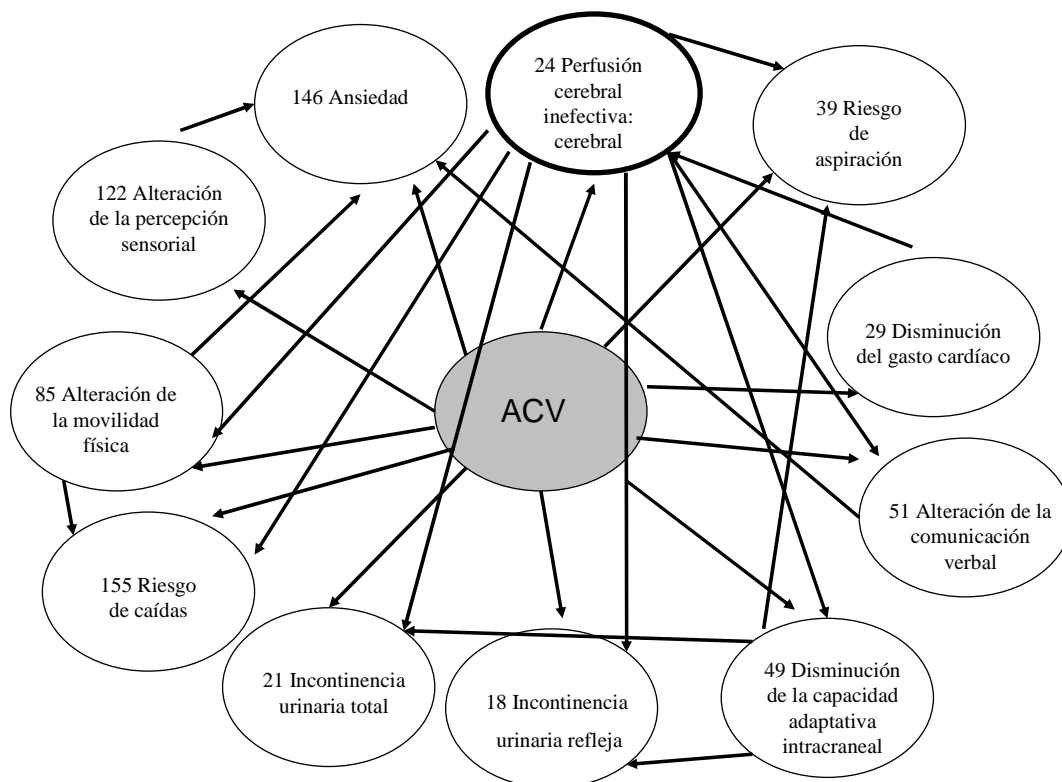 24 Perfusión
cerebral
inefectiva:
cerebral
146 Ansiedad
39 Riesgo
de
aspiración
122 Alteración
de la percepción
sensorial
29 Disminución
del gasto cardíaco
85 Alteración de
la movilidad
física
ACV
51 Alteración de la
comunicación
verbal
155 Riesgo
de caídas
21 Incontinencia
urinaria total
18 Incontinencia
urinaria refleja
49 Disminución
de la capacidad
adaptativa
intracraneal